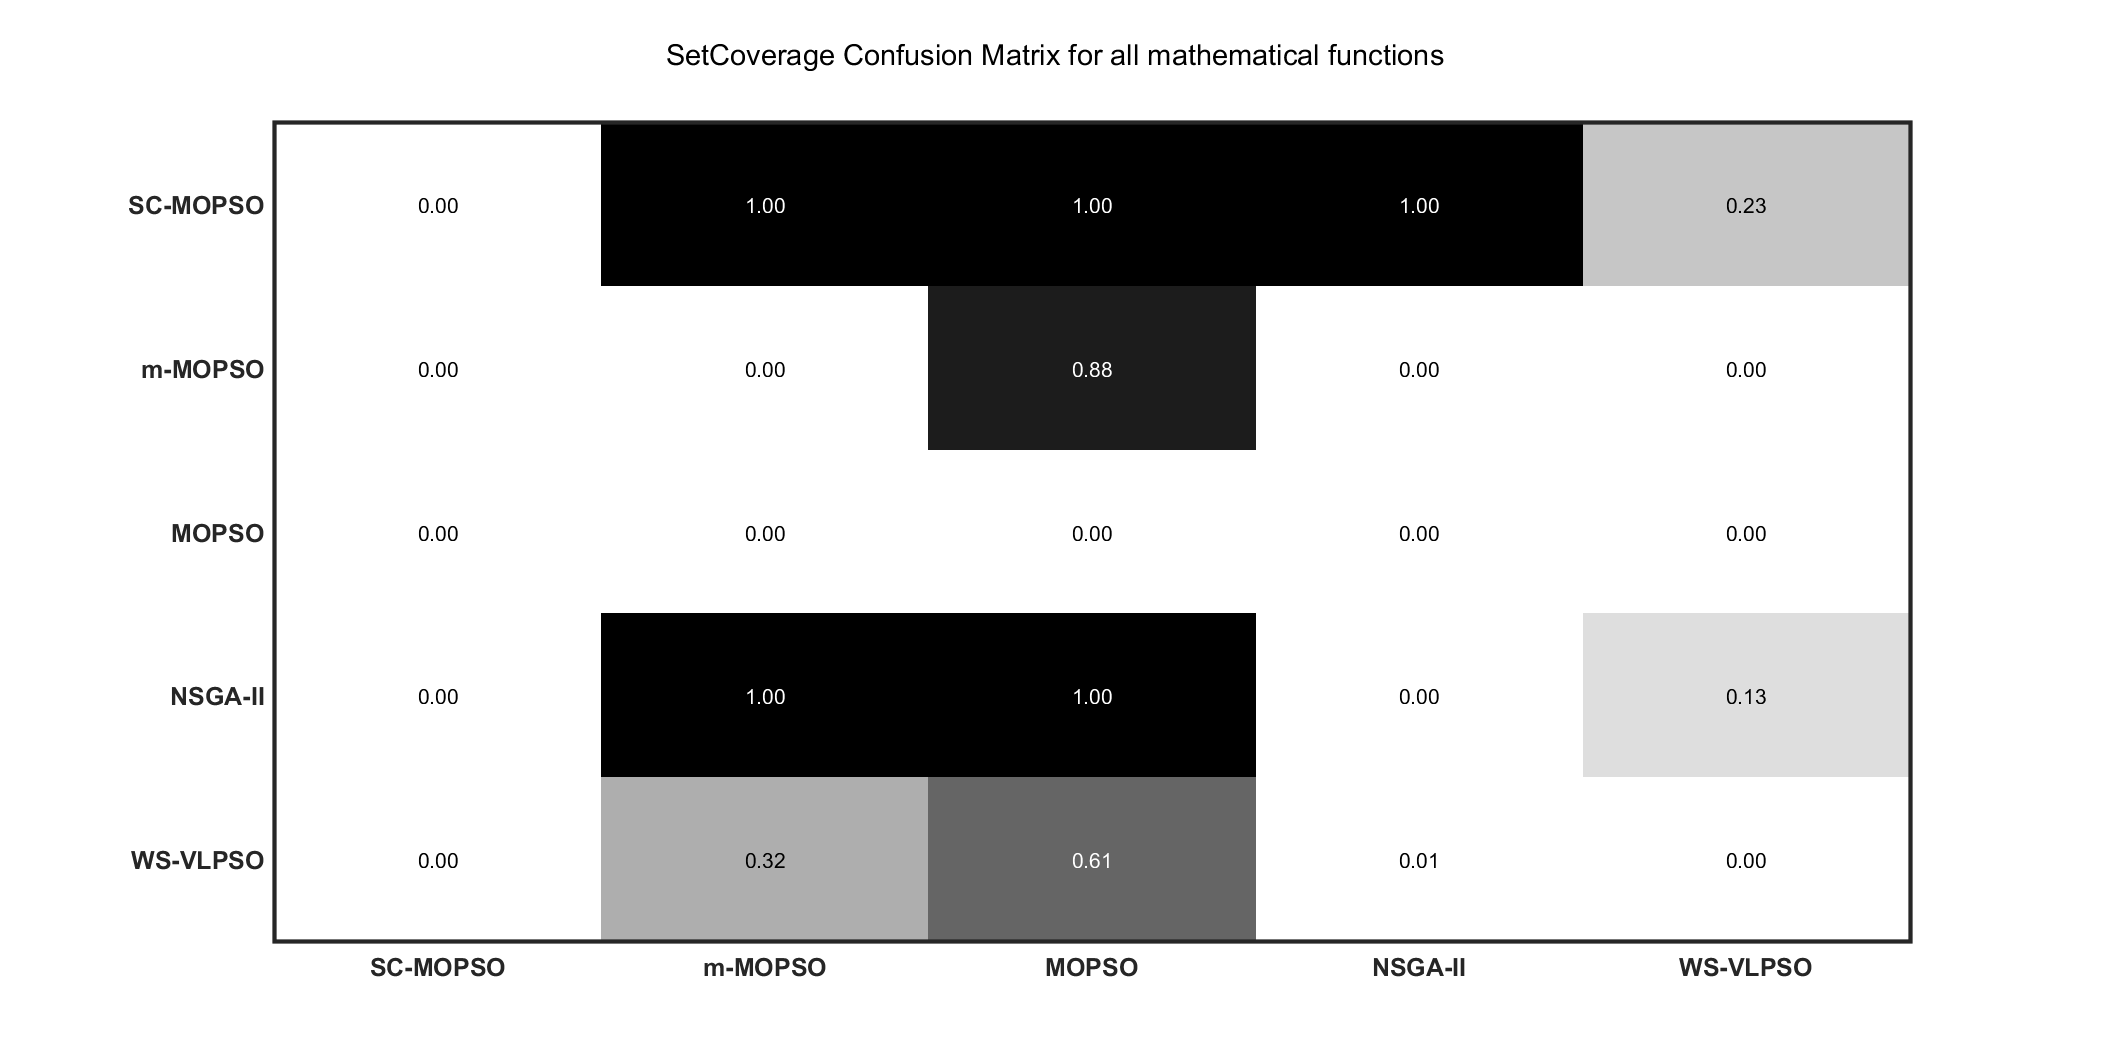 SetCoverage Confusion Matrix for all mathematical functions
SC-MOPSO 0.00 1.00 1.00 1.00 0.23
m-MOPSO 0.00 0.00 0.88 0.00 0.00
MOPSO 0.00 0.00 0.00 0.00 0.00
NSGA-II 0.00 1.00 1.00 0.00 0.13
WS-VLPSO 0.00 0.32 0.61 0.01 0.00
SC-MOPSO m-MOPSO MOPSO NSGA-II WS-VLPSO